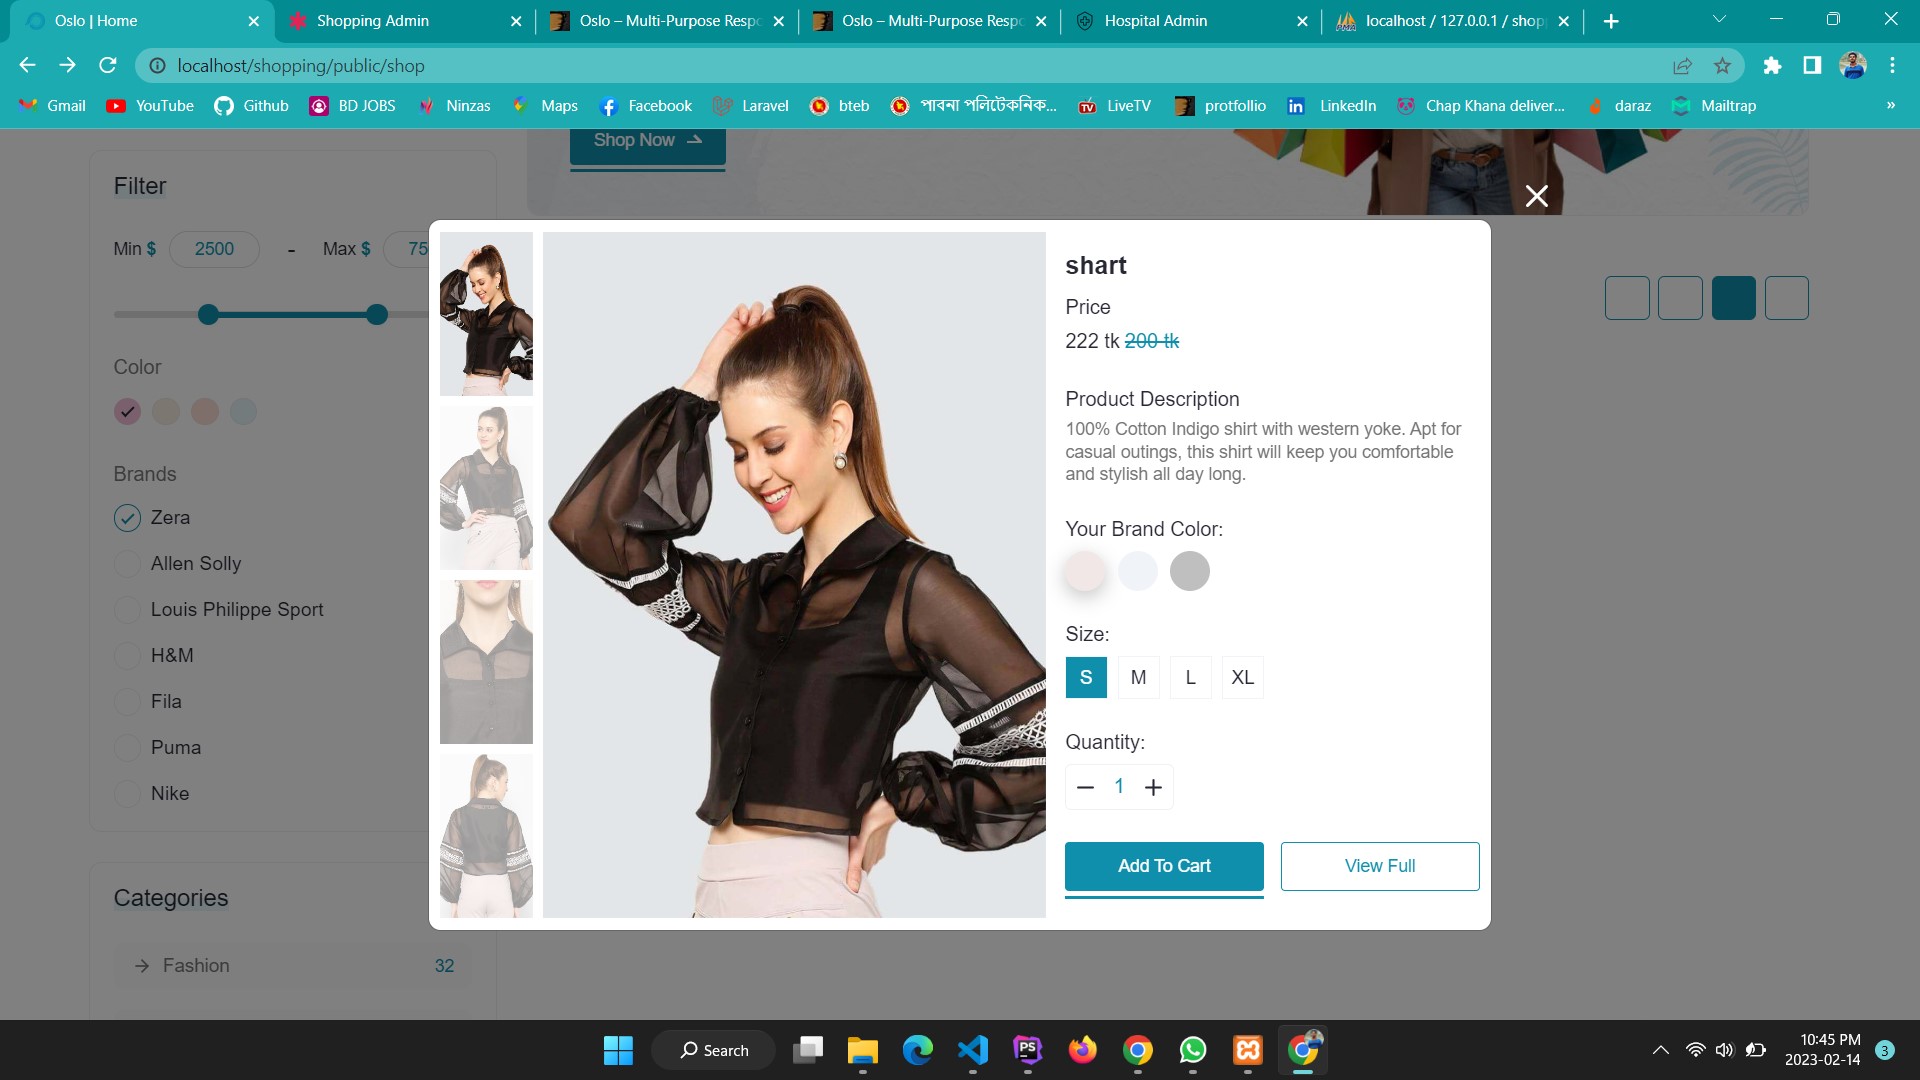 Oslo | Home
Shopping Admin
Oslo – Multi-Purpose Respo
Oslo – Multi-Purpose Respo
Hospital Admin
localhost / 127.0.0.1 / shop
localhost/shopping/public/shop
Gmail
YouTube
Github
BD JOBS
Ninzas
Maps
Facebook
Laravel
bteb
পাবনা পলিটেকনিক...
LiveTV
protfollio
LinkedIn
Chap Khana deliver...
daraz
Mailtrap
»
Shop Now
Filter
Min $ 2500 - Max $ 75
Color
Brands
Zera
Allen Solly
Louis Philippe Sport
H&M
Fila
Puma
Nike
Categories
Fashion 32
shart
Price
222 tk 200 tk
Product Description
100% Cotton Indigo shirt with western yoke. Apt for
casual outings, this shirt will keep you comfortable
and stylish all day long.
Your Brand Color:
Size:
S M L XL
Quantity:
1
Add To Cart
View Full
Search
PS
10:45 PM
2023-02-14
3